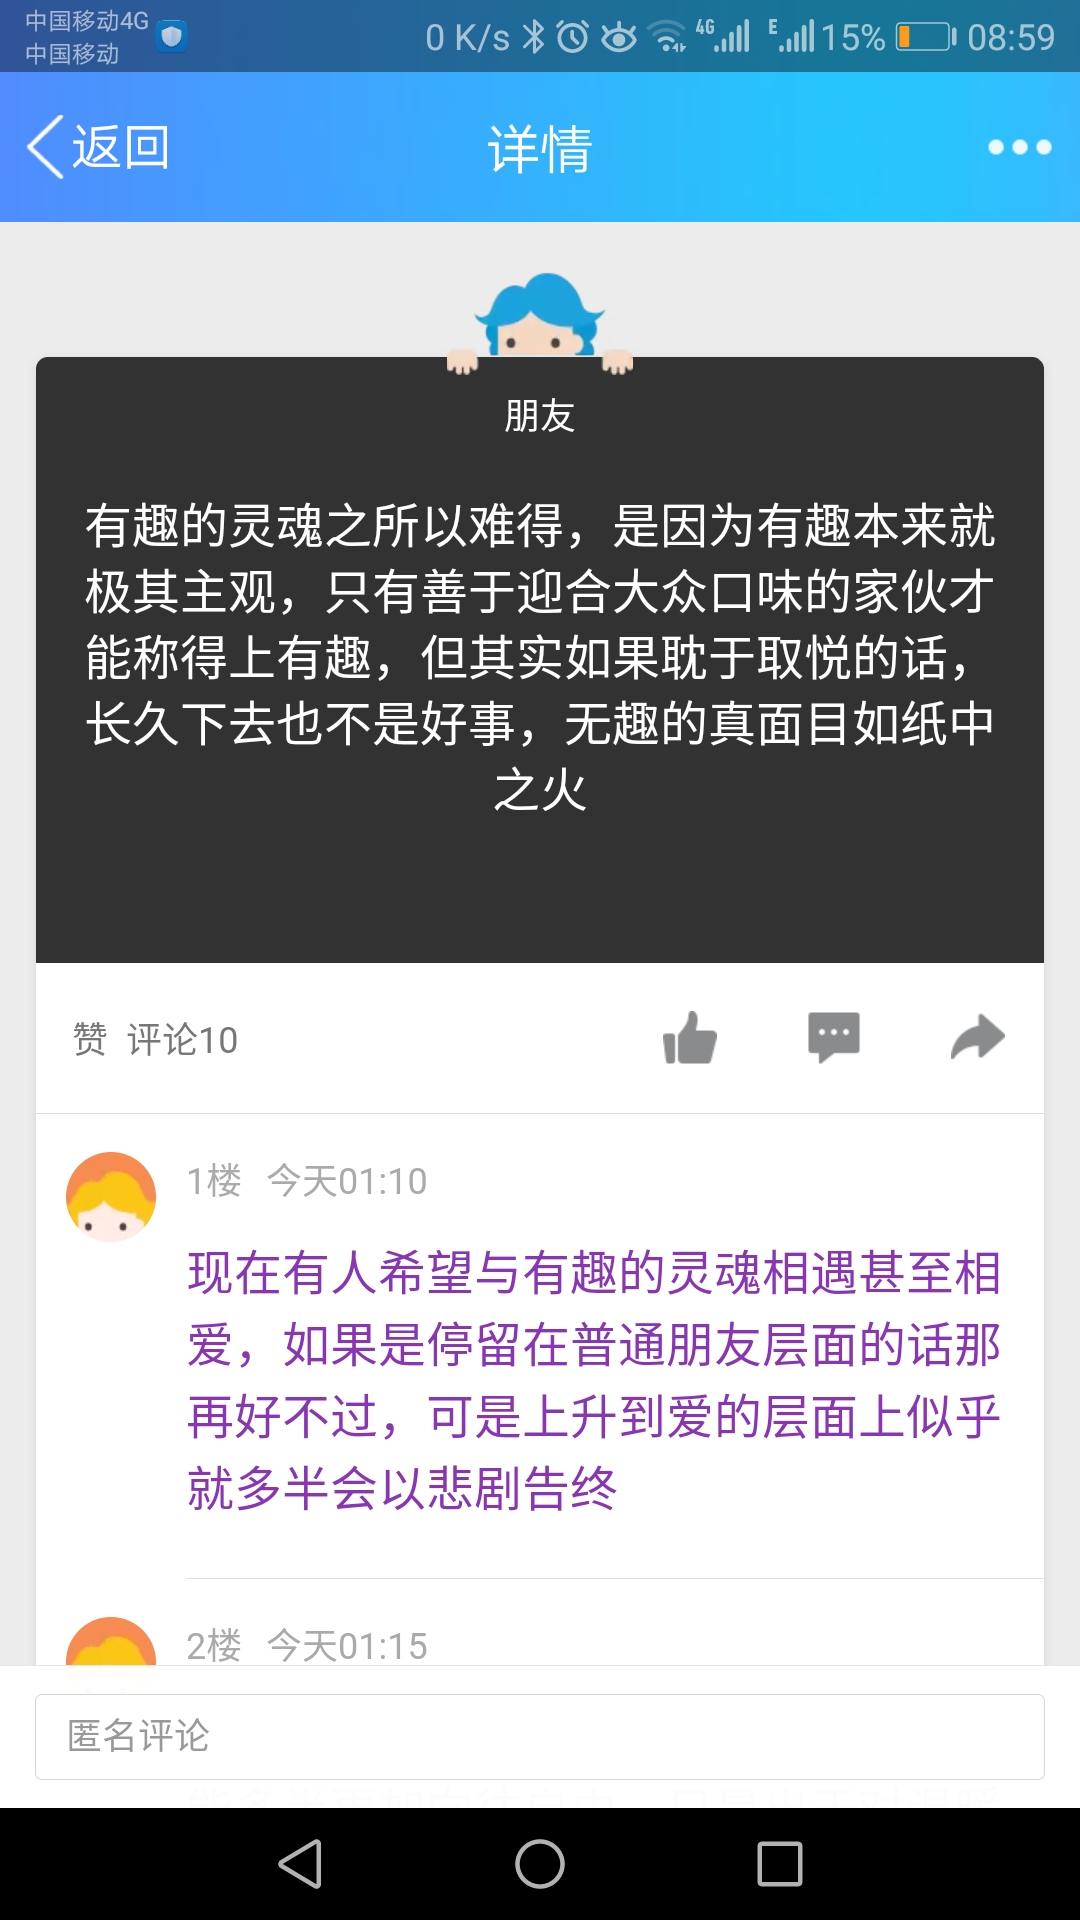 中国移动4G
中国移动
0 K/s 4G E 15% 08:59
返回 详情
朋友
有趣的灵魂之所以难得，是因为有趣本来就
极其主观，只有善于迎合大众口味的家伙才
能称得上有趣，但其实如果耽于取悦的话，
长久下去也不是好事，无趣的真面目如纸中
之火
赞 评论10
1楼 今天01:10
现在有人希望与有趣的灵魂相遇甚至相
爱，如果是停留在普通朋友层面的话那
再好不过，可是上升到爱的层面上似乎
就多半会以悲剧告终
2楼 今天01:15
匿名评论